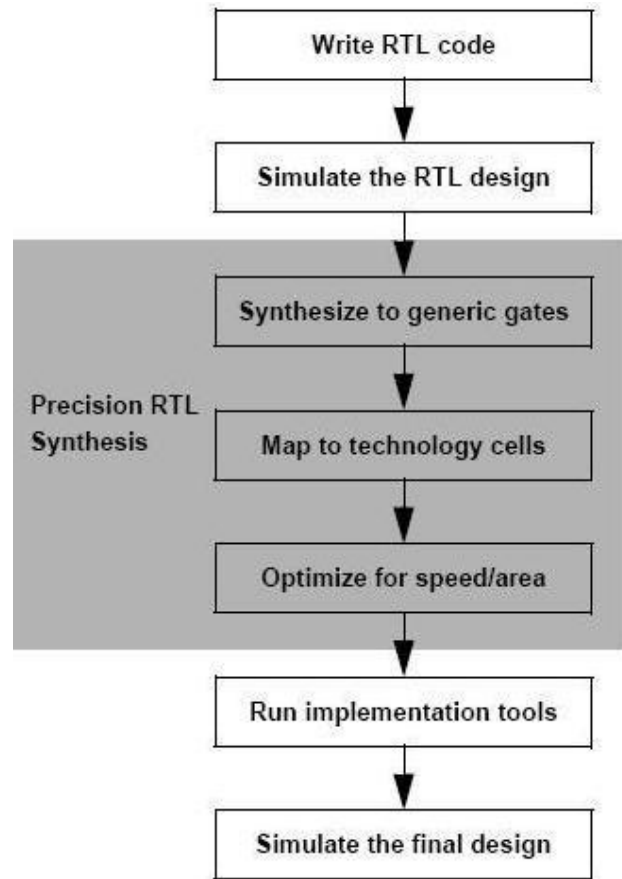 Write RTL code
Simulate the RTL design
Synthesize to generic gates
Precision RTL
Synthesis
Map to technology cells
Optimize for speed/area
Run implementation tools
Simulate the final design